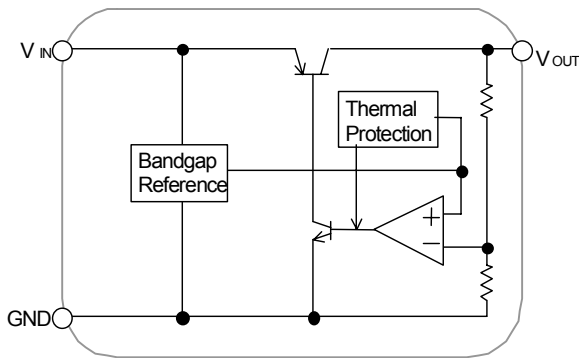 V IN
V OUT
Thermal
Protection
Bandgap
Reference
+
−
GND